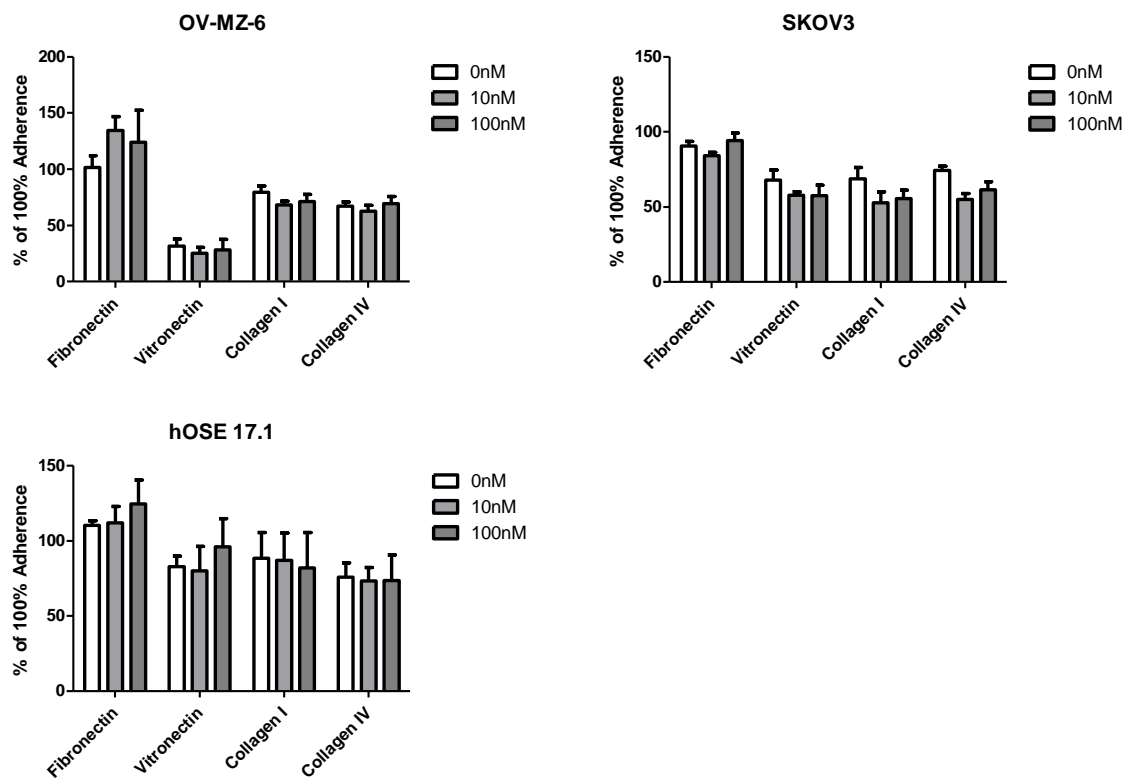 OV-MZ-6
% of 100% Adherence
200
150
100
50
0
Fibronectin
Vitronectin
Collagen I
Collagen IV
0nM
10nM
100nM
SKOV3
% of 100% Adherence
150
100
50
0
Fibronectin
Vitronectin
Collagen I
Collagen IV
0nM
10nM
100nM
hOSE 17.1
% of 100% Adherence
150
100
50
0
Fibronectin
Vitronectin
Collagen I
Collagen IV
0nM
10nM
100nM